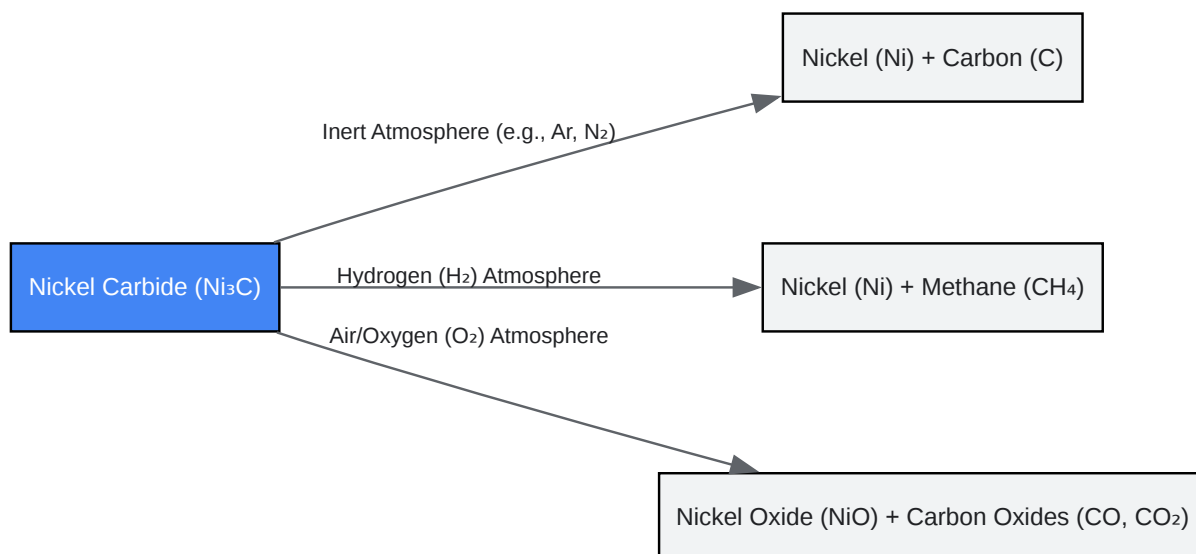 Nickel (Ni) + Carbon (C)
Inert Atmosphere (e.g., Ar, N₂)
Nickel Carbide (Ni₃C)
Hydrogen (H₂) Atmosphere
Nickel (Ni) + Methane (CH₄)
Air/Oxygen (O₂) Atmosphere
Nickel Oxide (NiO) + Carbon Oxides (CO, CO₂)